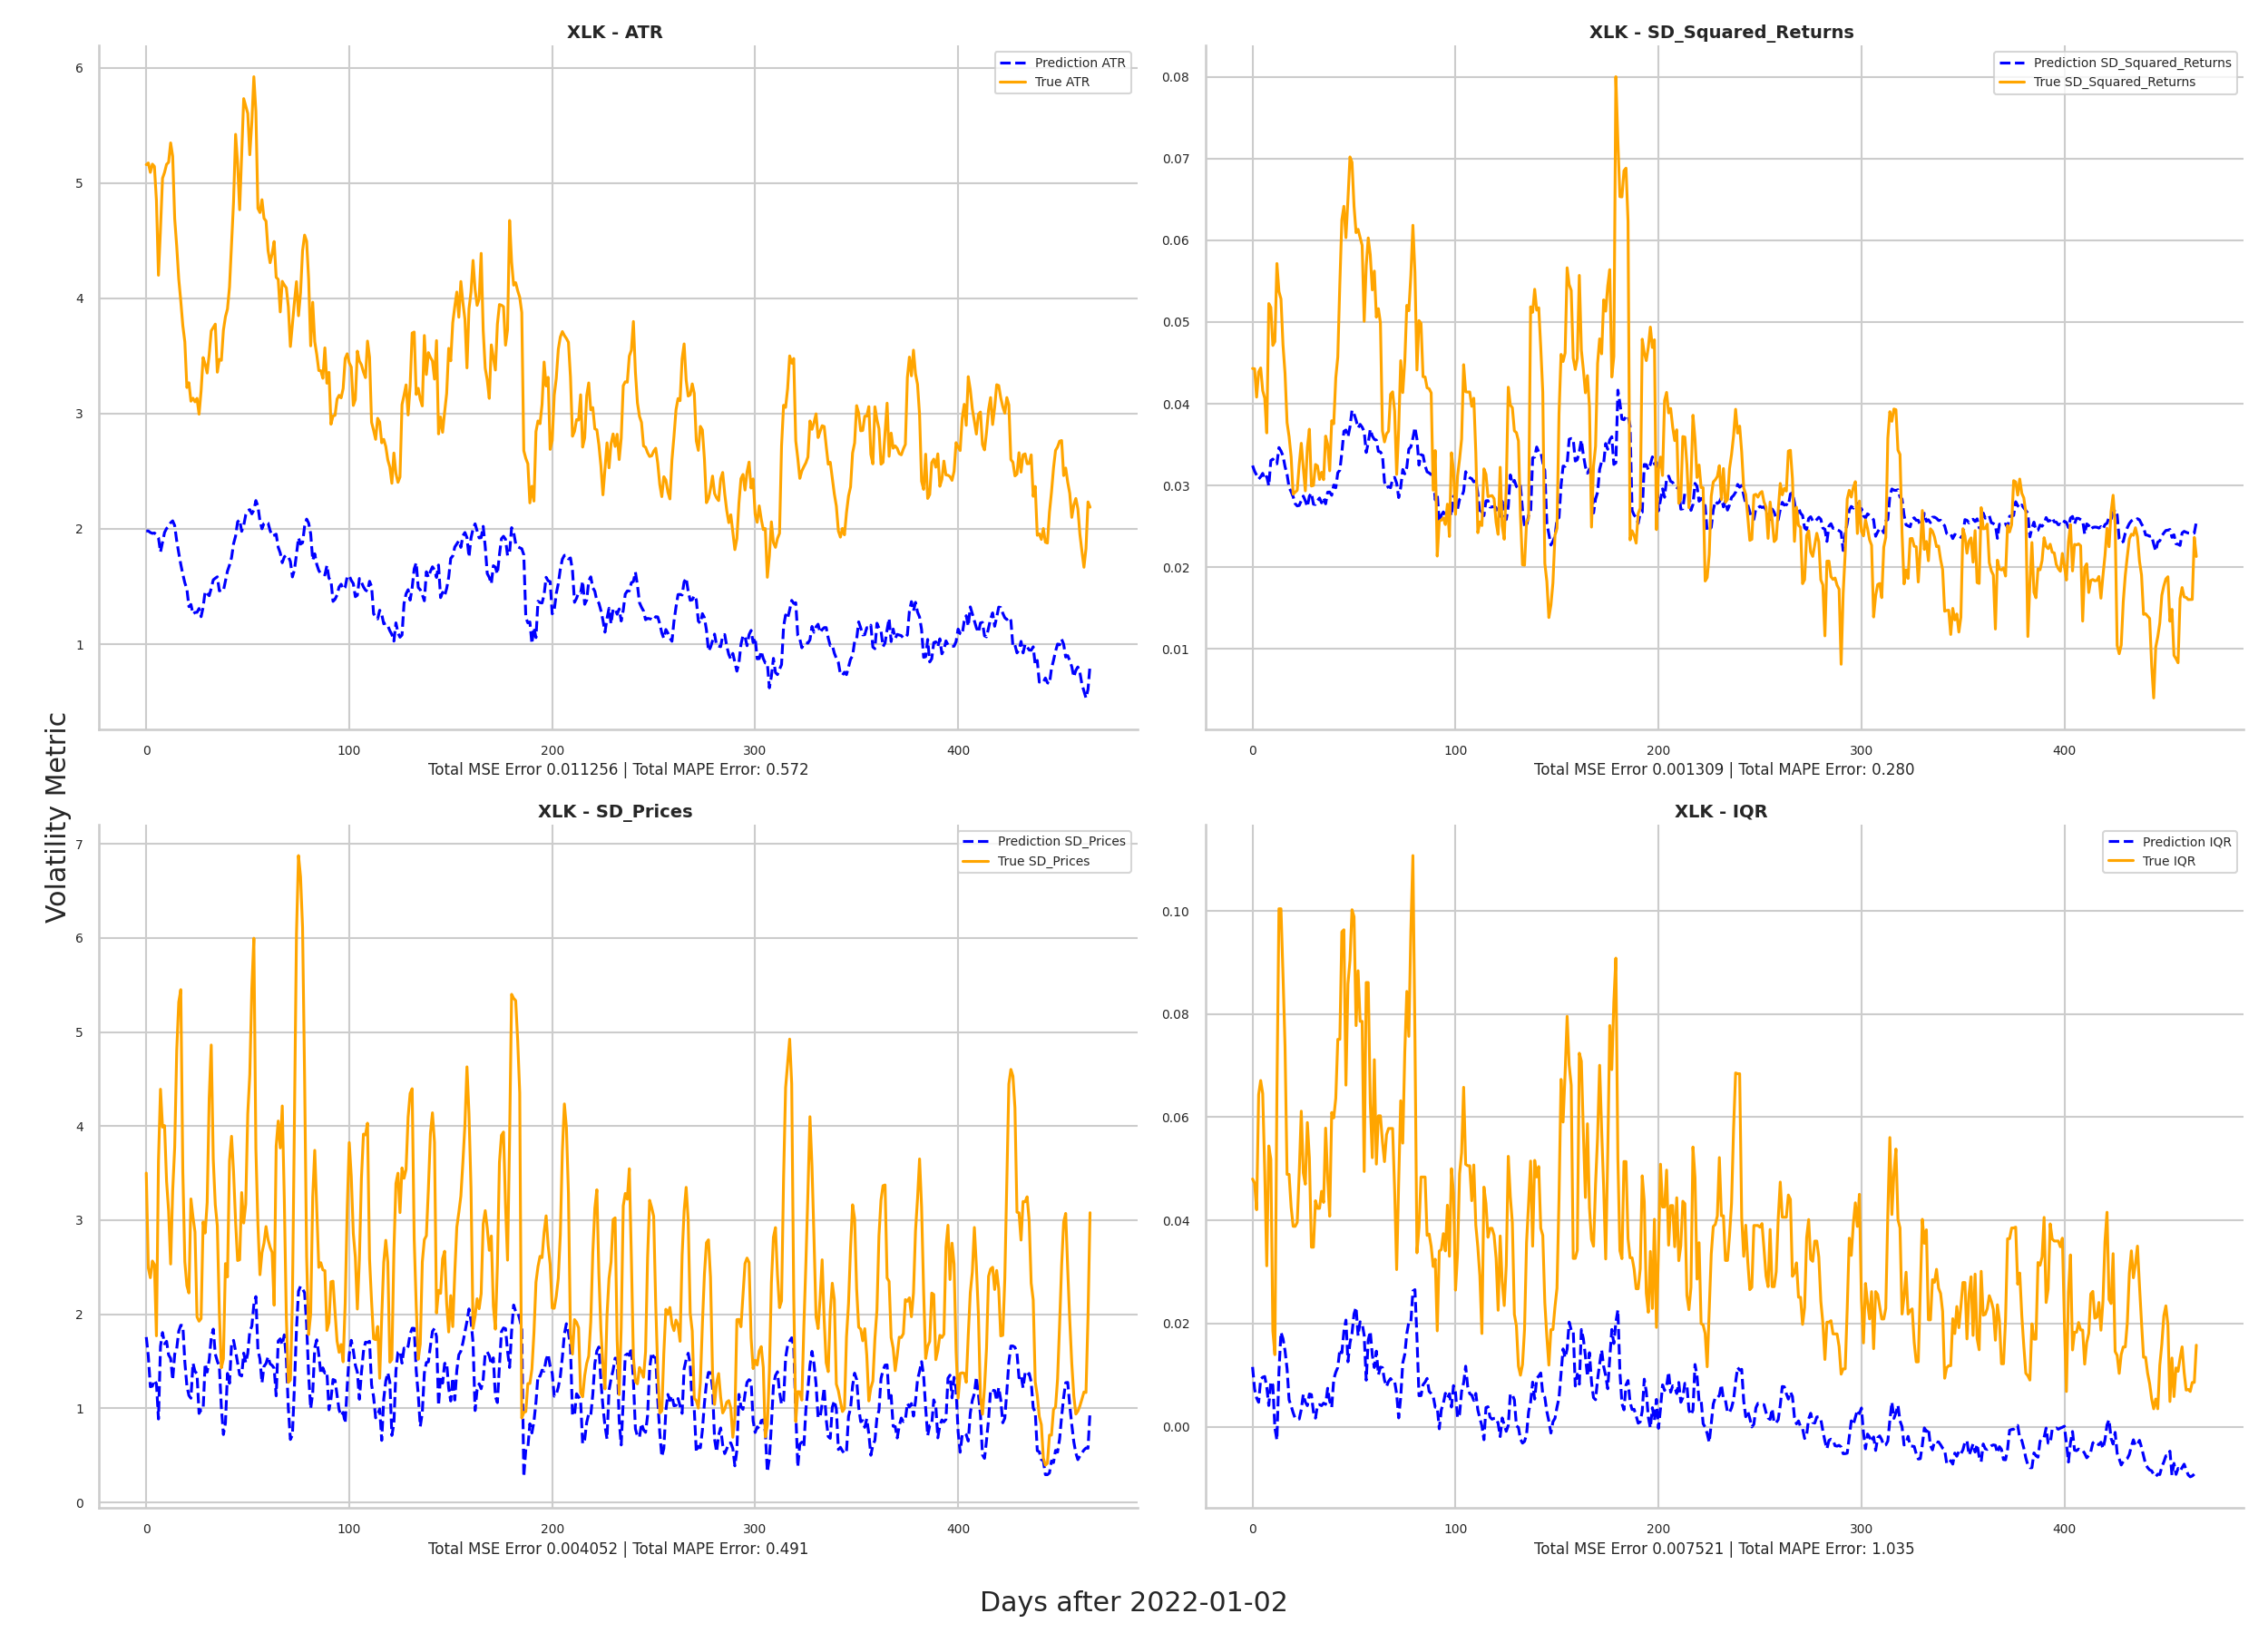 XLK - ATR
Prediction ATR
True ATR
6
5
4
3
2
1
0 100 200 300 400
Total MSE Error 0.011256 | Total MAPE Error: 0.572
XLK - SD_Squared_Returns
Prediction SD_Squared_Returns
True SD_Squared_Returns
0.08
0.07
0.06
0.05
0.04
0.03
0.02
0.01
0 100 200 300 400
Total MSE Error 0.001309 | Total MAPE Error: 0.280
Volatility Metric
XLK - SD_Prices
Prediction SD_Prices
True SD_Prices
7
6
5
4
3
2
1
0
0 100 200 300 400
Total MSE Error 0.004052 | Total MAPE Error: 0.491
XLK - IQR
Prediction IQR
True IQR
0.10
0.08
0.06
0.04
0.02
0.00
0 100 200 300 400
Total MSE Error 0.007521 | Total MAPE Error: 1.035
Days after 2022-01-02